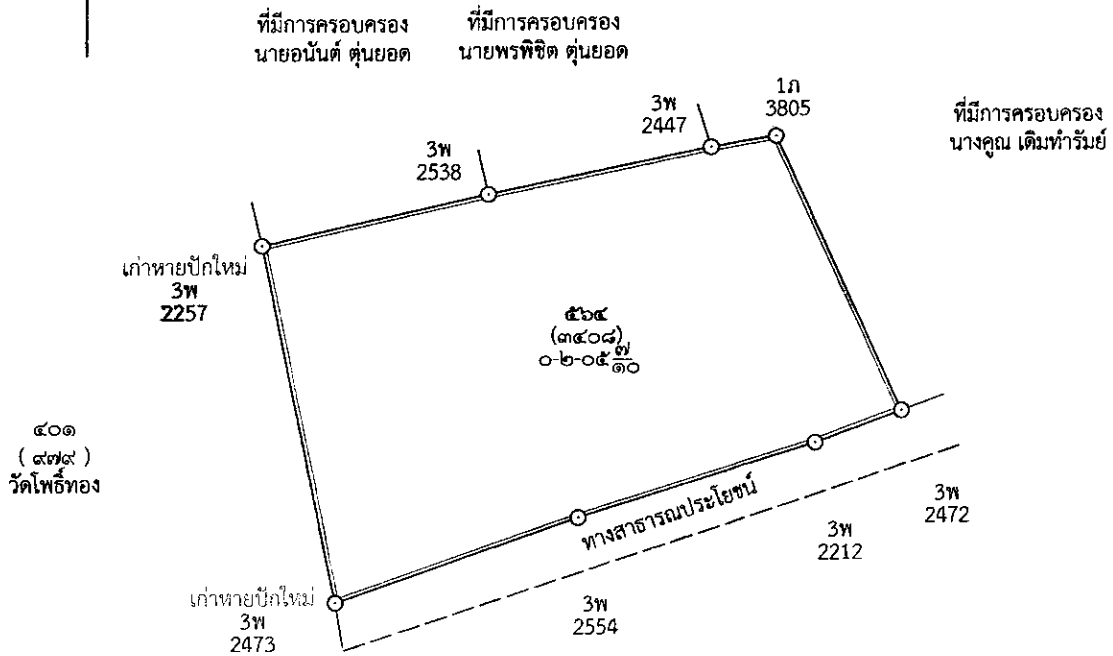 ที่มีการครอบครอง
นายอนันต์ ตุ่นยอด
ที่มีการครอบครอง
นายพรพิชิต ตุ่นยอด
1ภ
3805
3พ
2447
ที่มีการครอบครอง
นางคูณ เดิมทำรัมย์
3พ
2538
เก่าหายปักใหม่
3พ
2257
๕๖๔
(๓๔๐๘)
๐-๒-๐๕ ๗/๑๐
๔๐๑
( ๙๗๙ )
วัดโพธิ์ทอง
ทางสาธารณประโยชน์
3พ
2472
3พ
2212
เก่าหายปักใหม่
3พ
2473
3พ
2554